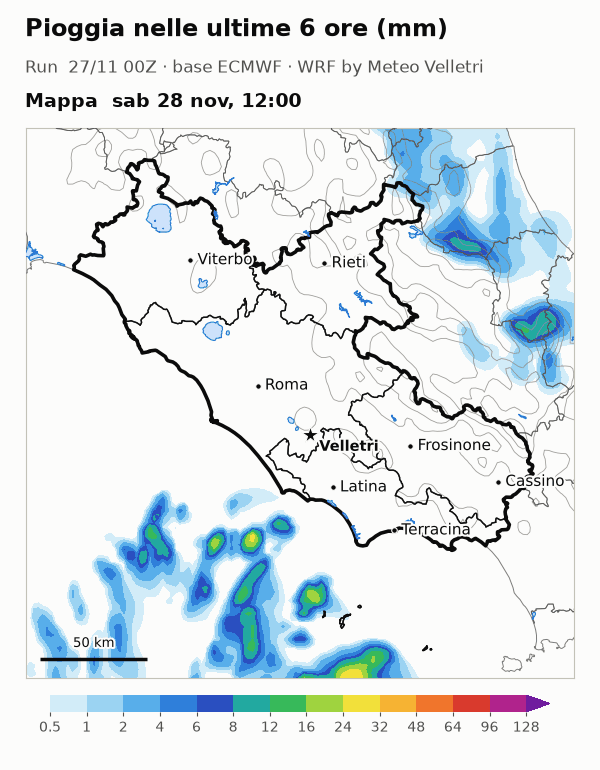 Pioggia nelle ultime 6 ore (mm)
Run  27/11 00Z · base ECMWF · WRF by Meteo Velletri
Mappa  sab 28 nov, 12:00
Viterbo
Rieti
Roma
Velletri
Frosinone
Latina
Cassino
Terracina
50 km
0.5 1 2 4 6 8 12 16 24 32 48 64 96 128